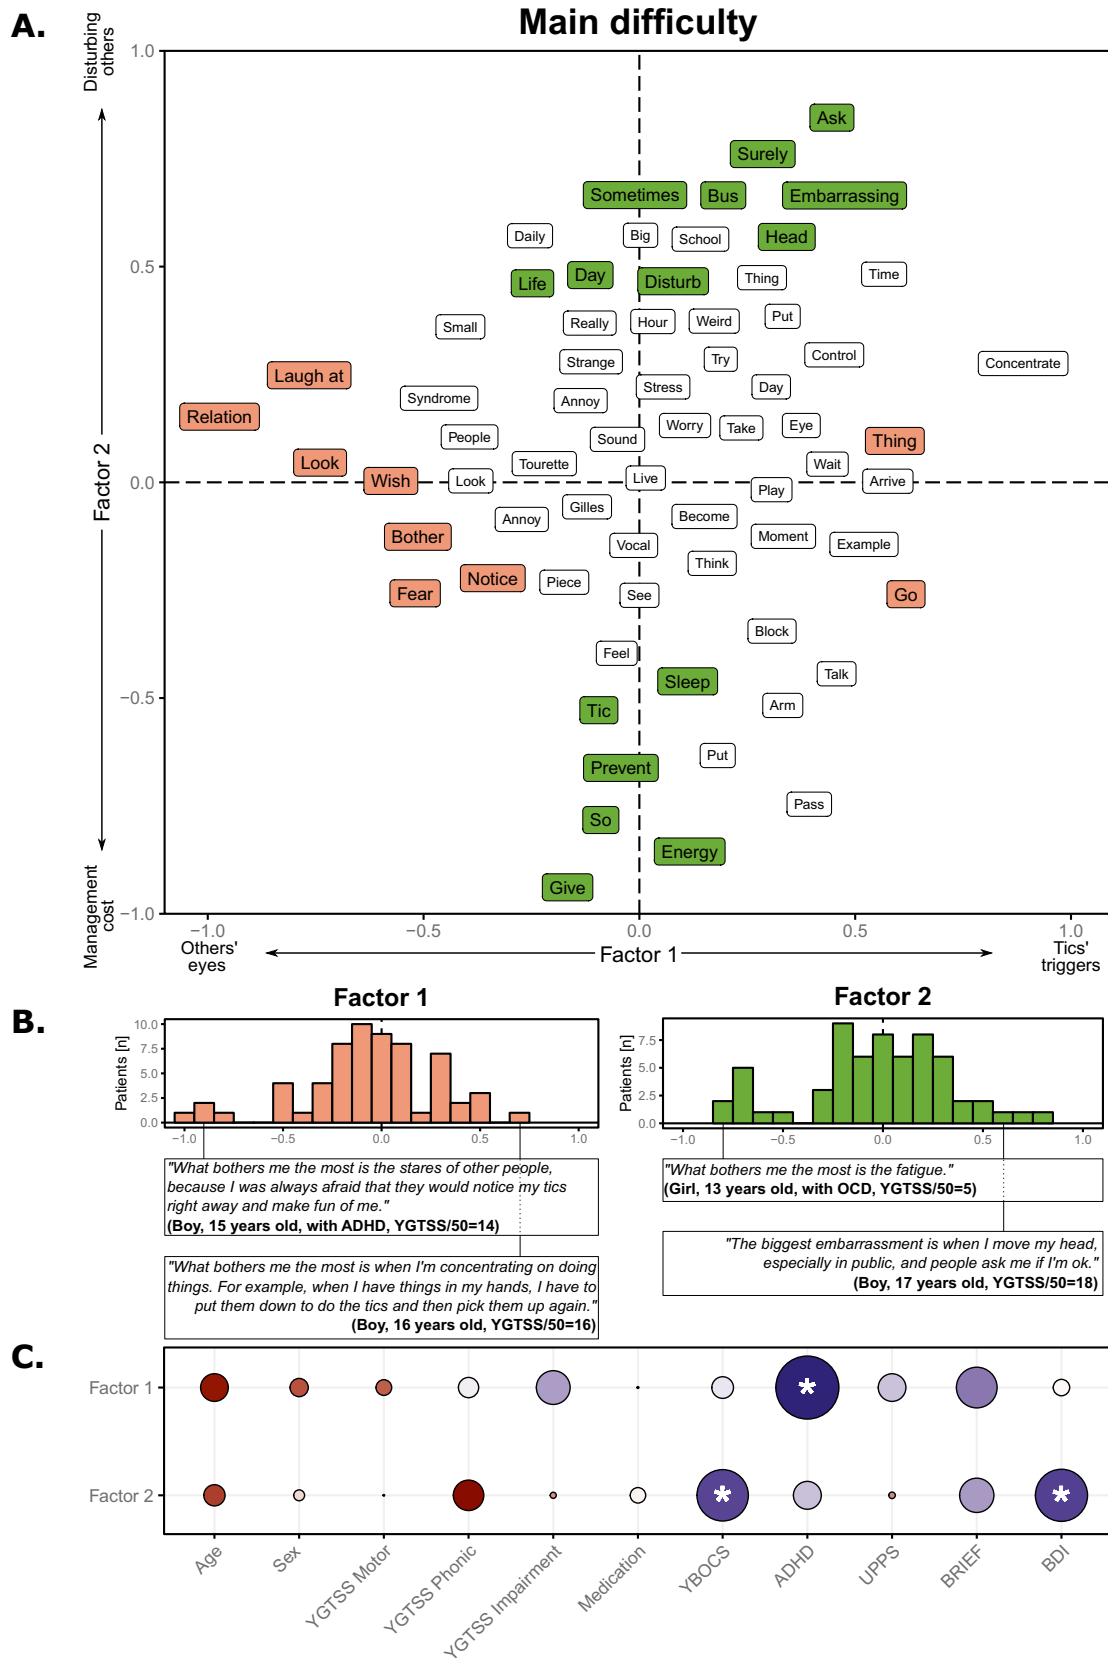 A.
Main difficulty
Disturbing
others
Factor 2
Management
cost
1.0
0.5
0.0
−0.5
−1.0
Ask
Surely
Sometimes
Bus
Embarrassing
Daily
Big
School
Head
Life
Day
Disturb
Thing
Time
Small
Really
Hour
Weird
Put
Strange
Try
Control
Concentrate
Laugh at
Syndrome
Annoy
Stress
Day
Relation
People
Sound
Worry
Take
Eye
Thing
Look
Tourette
Wait
Wish
Look
Live
Play
Arrive
Gilles
Annoy
Become
Bother
Vocal
Moment
Example
Think
Notice
Piece
Fear
See
Go
Block
Feel
Talk
Sleep
Tic
Arm
Put
Prevent
Pass
So
Energy
Give
−1.0
−0.5
0.0
0.5
1.0
Others'
eyes
Factor 1
Tics'
triggers
B.
Factor 1
Patients [n]
10.0
7.5
5.0
2.5
0.0
−1.0
−0.5
0.0
0.5
1.0
"What bothers me the most is the stares of other people,
because I was always afraid that they would notice my tics
right away and make fun of me."
(Boy, 15 years old, with ADHD, YGTSS/50=14)
"What bothers me the most is when I'm concentrating on doing
things. For example, when I have things in my hands, I have to
put them down to do the tics and then pick them up again."
(Boy, 16 years old, YGTSS/50=16)
Factor 2
Patients [n]
7.5
5.0
2.5
0.0
−1.0
−0.5
0.0
0.5
1.0
"What bothers me the most is the fatigue."
(Girl, 13 years old, with OCD, YGTSS/50=5)
"The biggest embarrassment is when I move my head,
especially in public, and people ask me if I'm ok."
(Boy, 17 years old, YGTSS/50=18)
C.
Factor 1
*
Factor 2
*
*
Age
Sex
YGTSS Motor
YGTSS Phonic
YGTSS Impairment
Medication
YBOCS
ADHD
UPPS
BRIEF
BDI